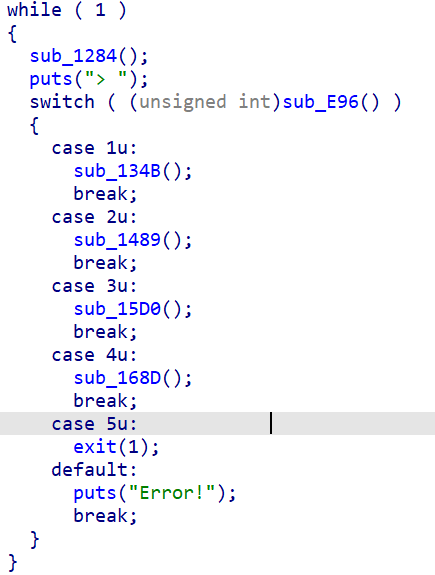 while ( 1 )
{
  sub_1284();
  puts("> ");
  switch ( (unsigned int)sub_E96() )
  {
    case 1u:
      sub_134B();
      break;
    case 2u:
      sub_1489();
      break;
    case 3u:
      sub_15D0();
      break;
    case 4u:
      sub_168D();
      break;
    case 5u:
      exit(1);
    default:
      puts("Error!");
      break;
  }
}